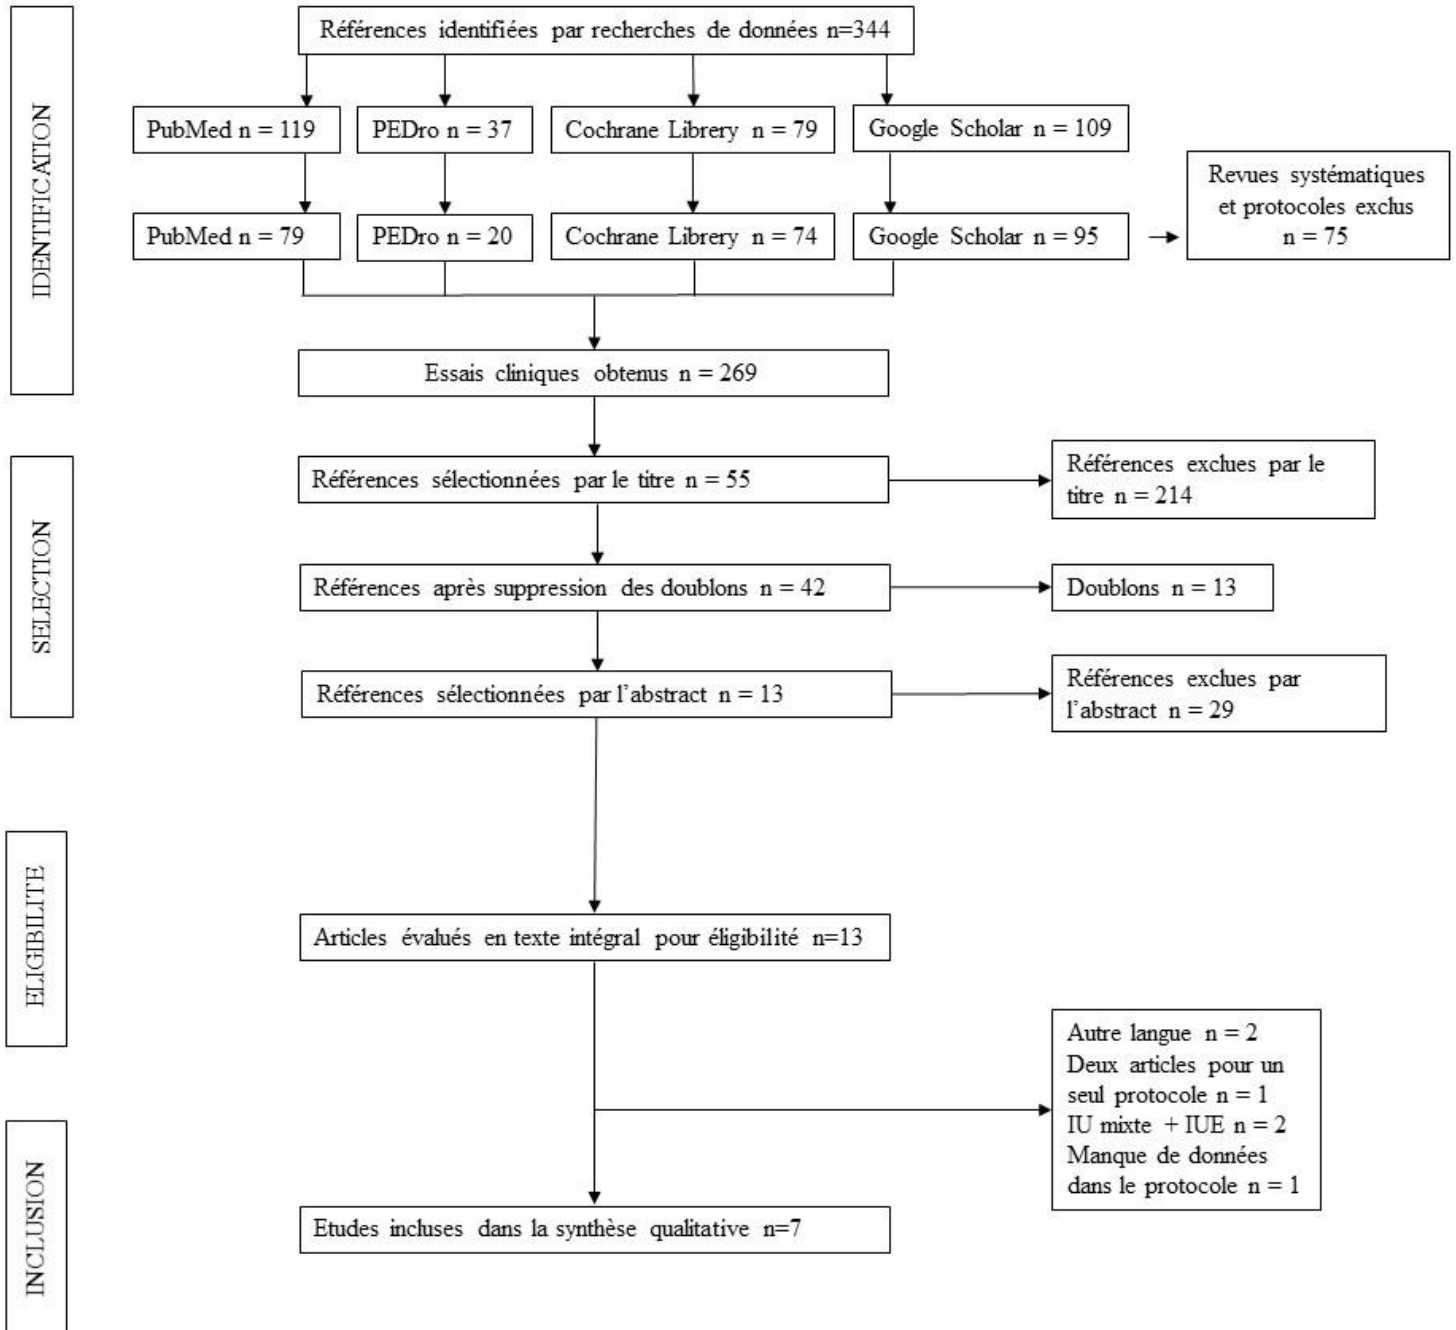 IDENTIFICATION
Références identifiées par recherches de données n=344
PubMed n = 119
PEDro n = 37
Cochrane Librery n = 79
Google Scholar n = 109
PubMed n = 79
PEDro n = 20
Cochrane Librery n = 74
Google Scholar n = 95
Revues systématiques
et protocoles exclus
n = 75
Essais cliniques obtenus n = 269
SELECTION
Références sélectionnées par le titre n = 55
Références exclues par le
titre n = 214
Références après suppression des doublons n = 42
Doublons n = 13
Références sélectionnées par l'abstract n = 13
Références exclues par
l'abstract n = 29
ELIGIBILITE
Articles évalués en texte intégral pour éligibilité n=13
Autre langue n = 2
Deux articles pour un
seul protocole n = 1
IU mixte + IUE n = 2
Manque de données
dans le protocole n = 1
INCLUSION
Etudes incluses dans la synthèse qualitative n=7